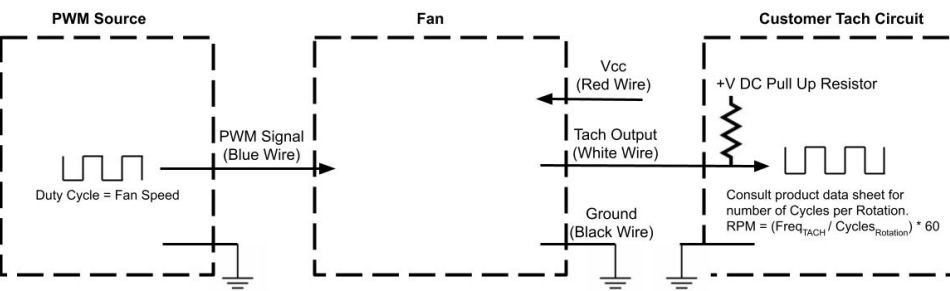 PWM Source
Fan
Customer Tach Circuit
Vcc
(Red Wire)
+V DC Pull Up Resistor
PWM Signal
(Blue Wire)
Tach Output
(White Wire)
Duty Cycle = Fan Speed
Consult product data sheet for
number of Cycles per Rotation.
RPM = (FreqTACH / CyclesRotation) * 60
Ground
(Black Wire)